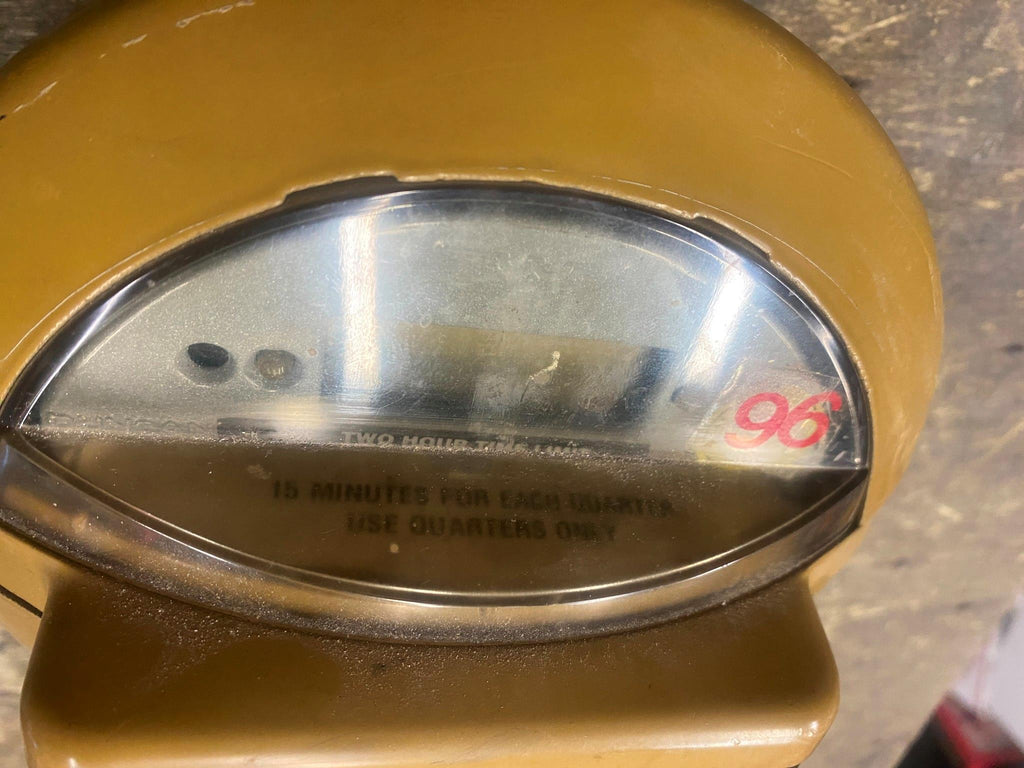 96
TWO HOUR TIME LIMIT
15 MINUTES FOR EACH QUARTER
USE QUARTERS ONLY